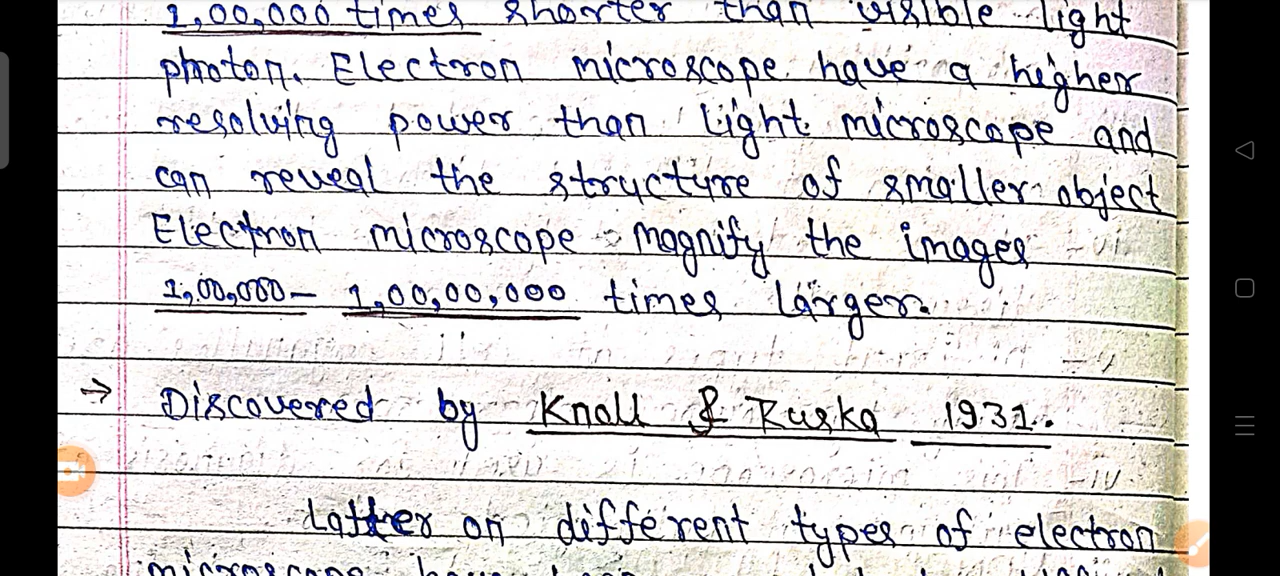 1,00,000 times shorter than visible light
photon. Electron microscope have a higher
resolving power than light microscope and
can reveal the structure of smaller object
Electron microscope magnify the images
1,00,000 - 1,00,00,000 times larger.
→ Discovered by Knoll & Ruska 1931.
Latter on different types of electron
microscope have